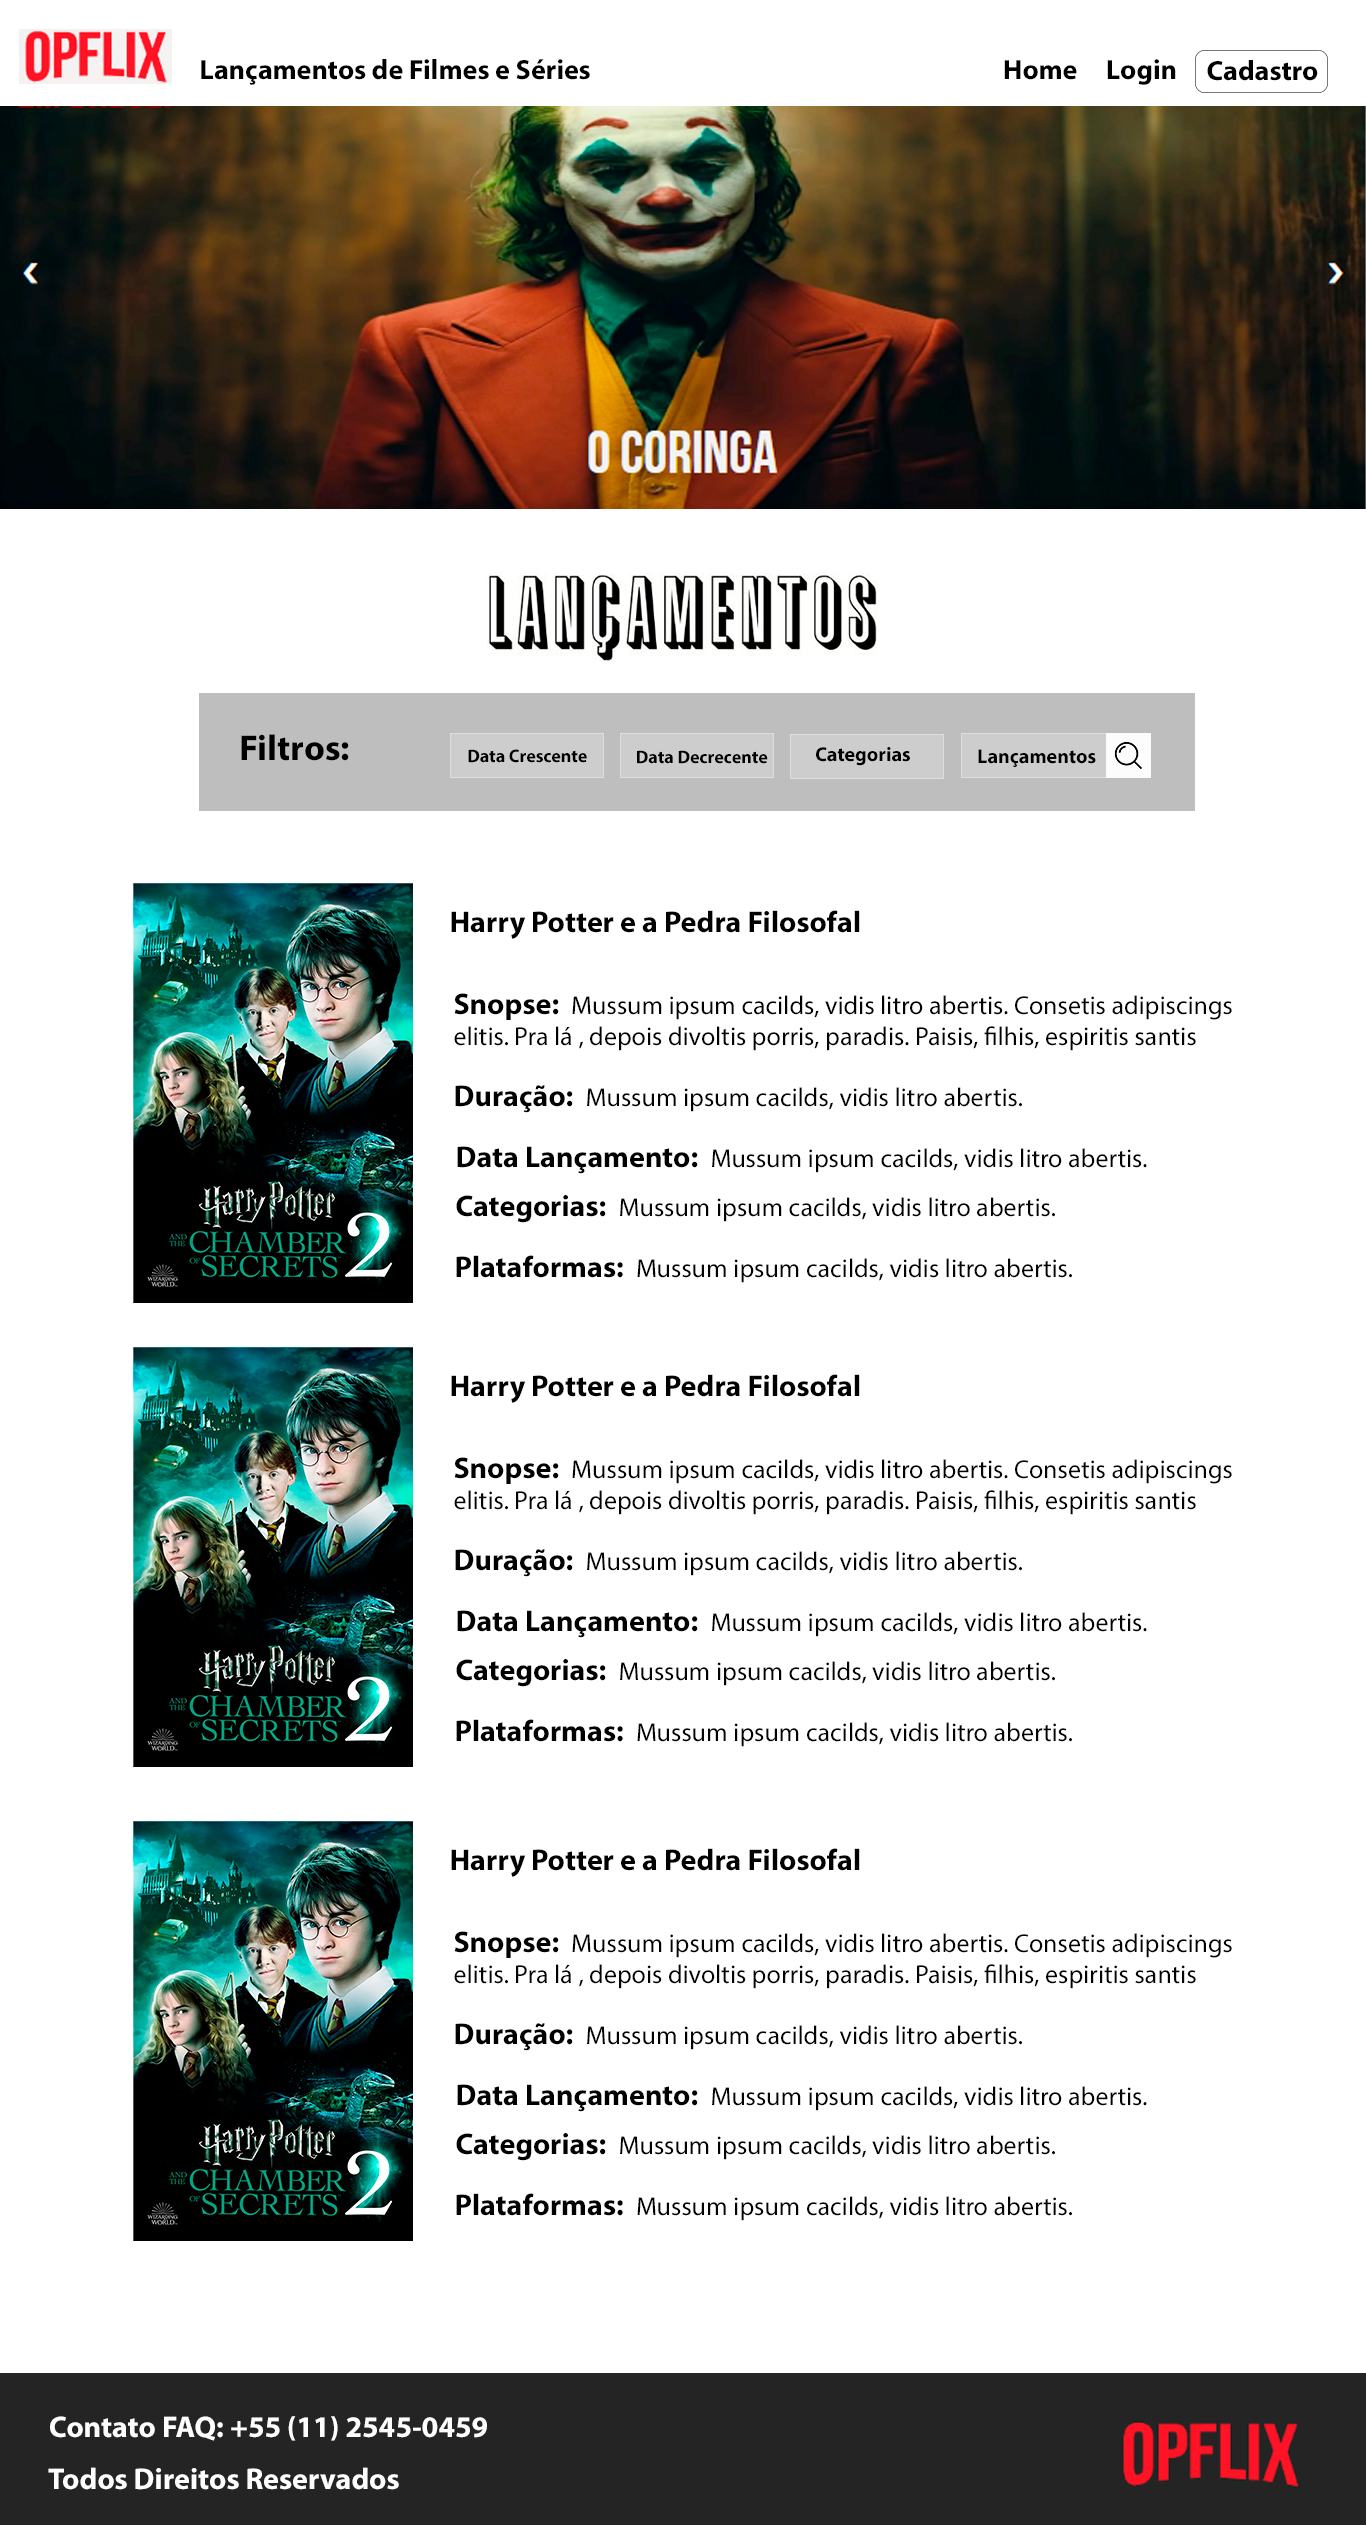 OPFLIX
Lançamentos de Filmes e Séries
Home
Login
Cadastro
O CORINGA
LANÇAMENTOS
Filtros:
Data Crescente
Data Decrecente
Categorias
Lançamentos
Harry Potter e a Pedra Filosofal
Snopse: Mussum ipsum cacilds, vidis litro abertis. Consetis adipiscings
elitis. Pra lá , depois divoltis porris, paradis. Paisis, filhis, espiritis santis
Duração: Mussum ipsum cacilds, vidis litro abertis.
Data Lançamento: Mussum ipsum cacilds, vidis litro abertis.
Categorias: Mussum ipsum cacilds, vidis litro abertis.
Plataformas: Mussum ipsum cacilds, vidis litro abertis.
Harry Potter
AND THE CHAMBER
OF SECRETS 2
WIZARDING
WORLD
Harry Potter e a Pedra Filosofal
Snopse: Mussum ipsum cacilds, vidis litro abertis. Consetis adipiscings
elitis. Pra lá , depois divoltis porris, paradis. Paisis, filhis, espiritis santis
Duração: Mussum ipsum cacilds, vidis litro abertis.
Data Lançamento: Mussum ipsum cacilds, vidis litro abertis.
Categorias: Mussum ipsum cacilds, vidis litro abertis.
Plataformas: Mussum ipsum cacilds, vidis litro abertis.
Harry Potter
AND THE CHAMBER
OF SECRETS 2
WIZARDING
WORLD
Harry Potter e a Pedra Filosofal
Snopse: Mussum ipsum cacilds, vidis litro abertis. Consetis adipiscings
elitis. Pra lá , depois divoltis porris, paradis. Paisis, filhis, espiritis santis
Duração: Mussum ipsum cacilds, vidis litro abertis.
Data Lançamento: Mussum ipsum cacilds, vidis litro abertis.
Categorias: Mussum ipsum cacilds, vidis litro abertis.
Plataformas: Mussum ipsum cacilds, vidis litro abertis.
Harry Potter
AND THE CHAMBER
OF SECRETS 2
WIZARDING
WORLD
Contato FAQ: +55 (11) 2545-0459
Todos Direitos Reservados
OPFLIX